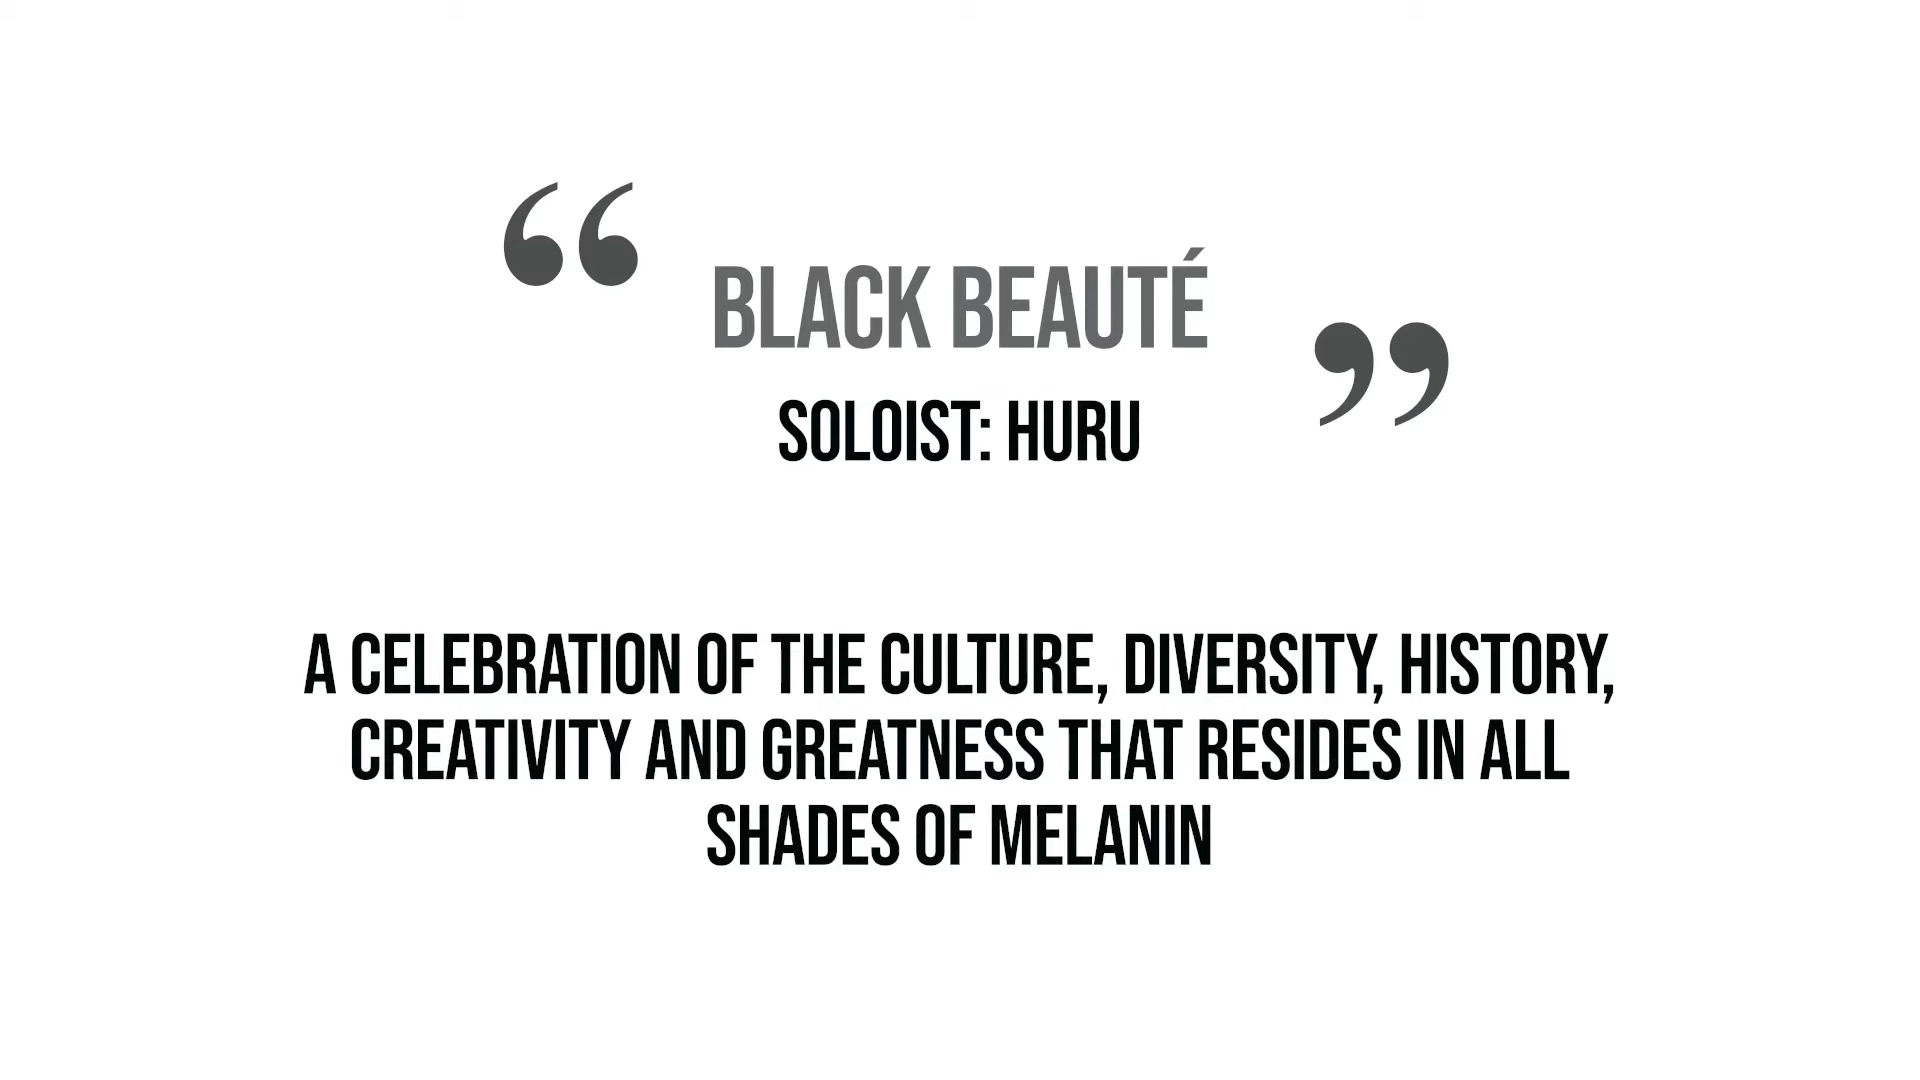 “ BLACK BEAUTÉ ”
SOLOIST: HURU
A CELEBRATION OF THE CULTURE, DIVERSITY, HISTORY,
CREATIVITY AND GREATNESS THAT RESIDES IN ALL
SHADES OF MELANIN